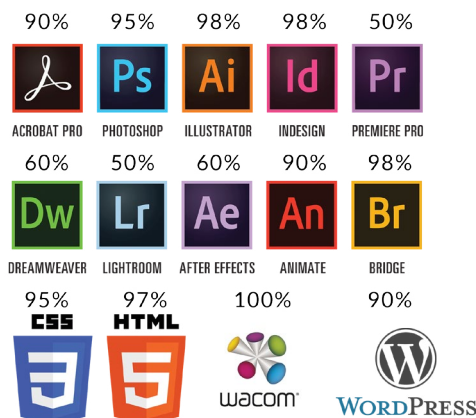 90% 95% 98% 98% 50%
Ps Ai Id Pr
ACROBAT PRO PHOTOSHOP ILLUSTRATOR INDESIGN PREMIERE PRO
60% 50% 60% 90% 98%
Dw Lr Ae An Br
DREAMWEAVER LIGHTROOM AFTER EFFECTS ANIMATE BRIDGE
95% 97% 100% 90%
CSS HTML
3 5 W
wacom®
WORDPRESS